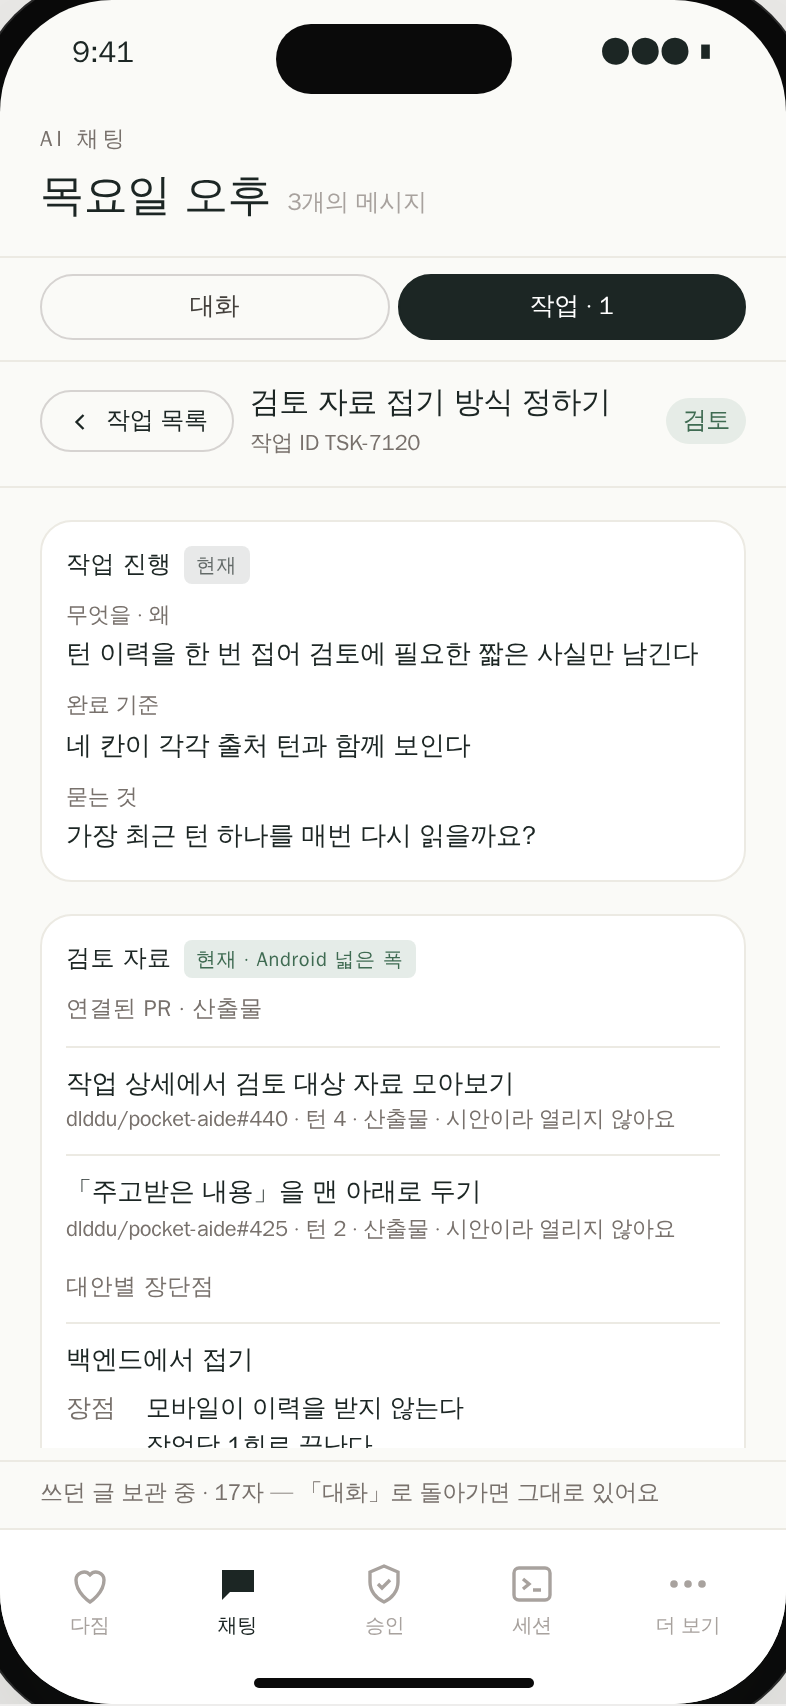 9:41
AI 채팅
목요일 오후 3개의 메시지
대화 작업 · 1
작업 목록 검토 자료 접기 방식 정하기 검토
작업 ID TSK-7120
작업 진행 현재
무엇을 · 왜
턴 이력을 한 번 접어 검토에 필요한 짧은 사실만 남긴다
완료 기준
네 칸이 각각 출처 턴과 함께 보인다
묻는 것
가장 최근 턴 하나를 매번 다시 읽을까요?
검토 자료 현재 · Android 넓은 폭
연결된 PR · 산출물
작업 상세에서 검토 대상 자료 모아보기
dlddu/pocket-aide#440 · 턴 4 · 산출물 · 시안이라 열리지 않아요
「주고받은 내용」을 맨 아래로 두기
dlddu/pocket-aide#425 · 턴 2 · 산출물 · 시안이라 열리지 않아요
대안별 장단점
백엔드에서 접기
장점 모바일이 이력을 받지 않는다
작업당 1회로 끝난다
쓰던 글 보관 중 · 17자 — 「대화」로 돌아가면 그대로 있어요
다짐 채팅 승인 세션 더 보기